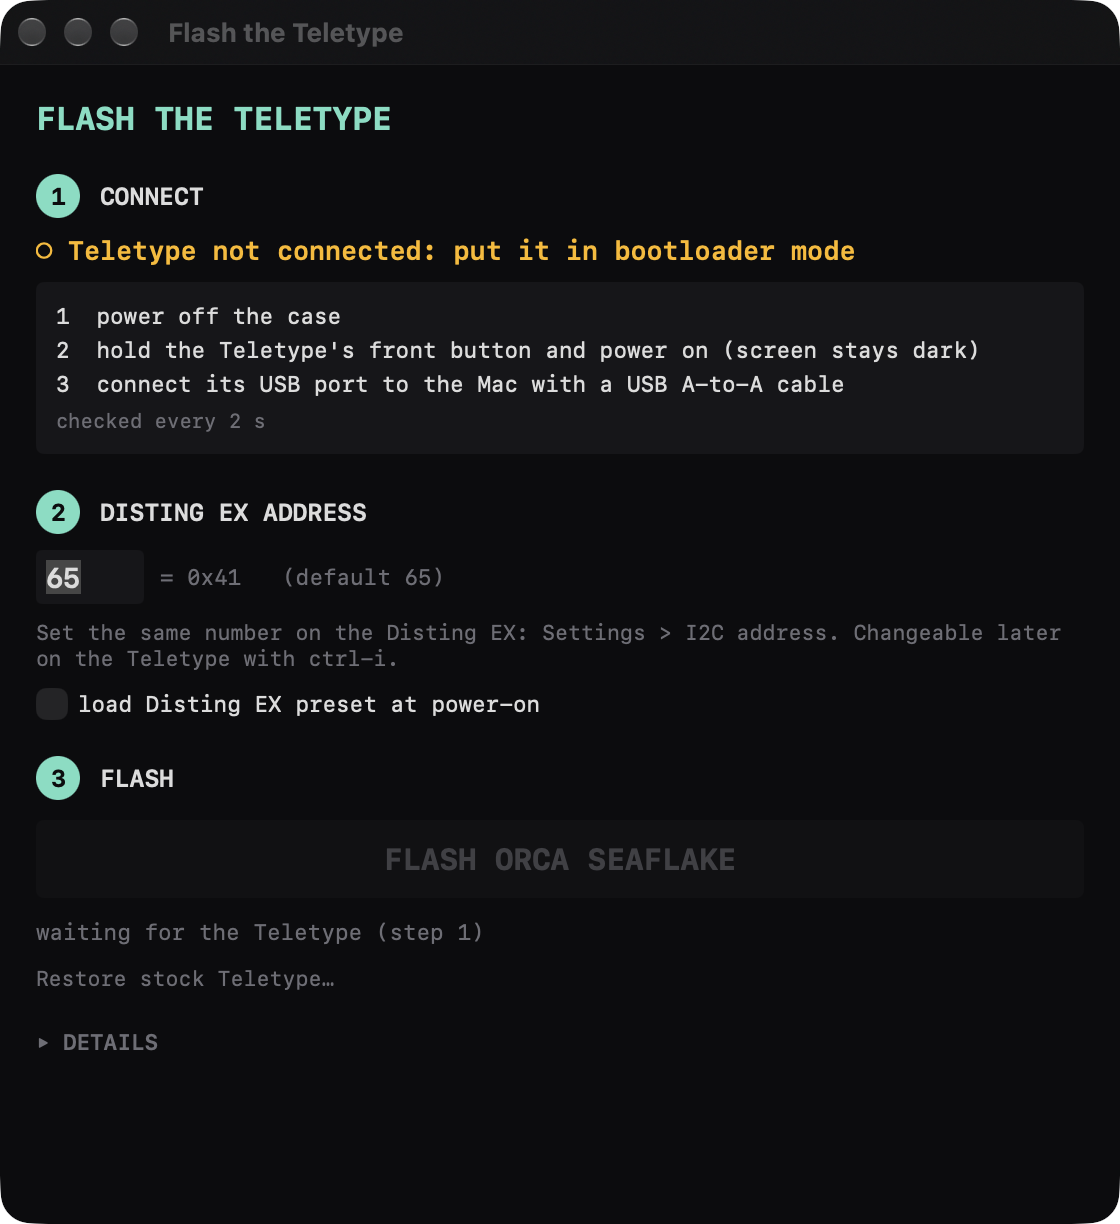 Flash the Teletype
FLASH THE TELETYPE
1 CONNECT
Teletype not connected: put it in bootloader mode
1 power off the case
2 hold the Teletype's front button and power on (screen stays dark)
3 connect its USB port to the Mac with a USB A-to-A cable
checked every 2 s
2 DISTING EX ADDRESS
65 = 0x41 (default 65)
Set the same number on the Disting EX: Settings > I2C address. Changeable later
on the Teletype with ctrl-i.
load Disting EX preset at power-on
3 FLASH
FLASH ORCA SEAFLAKE
waiting for the Teletype (step 1)
Restore stock Teletype…
▸ DETAILS